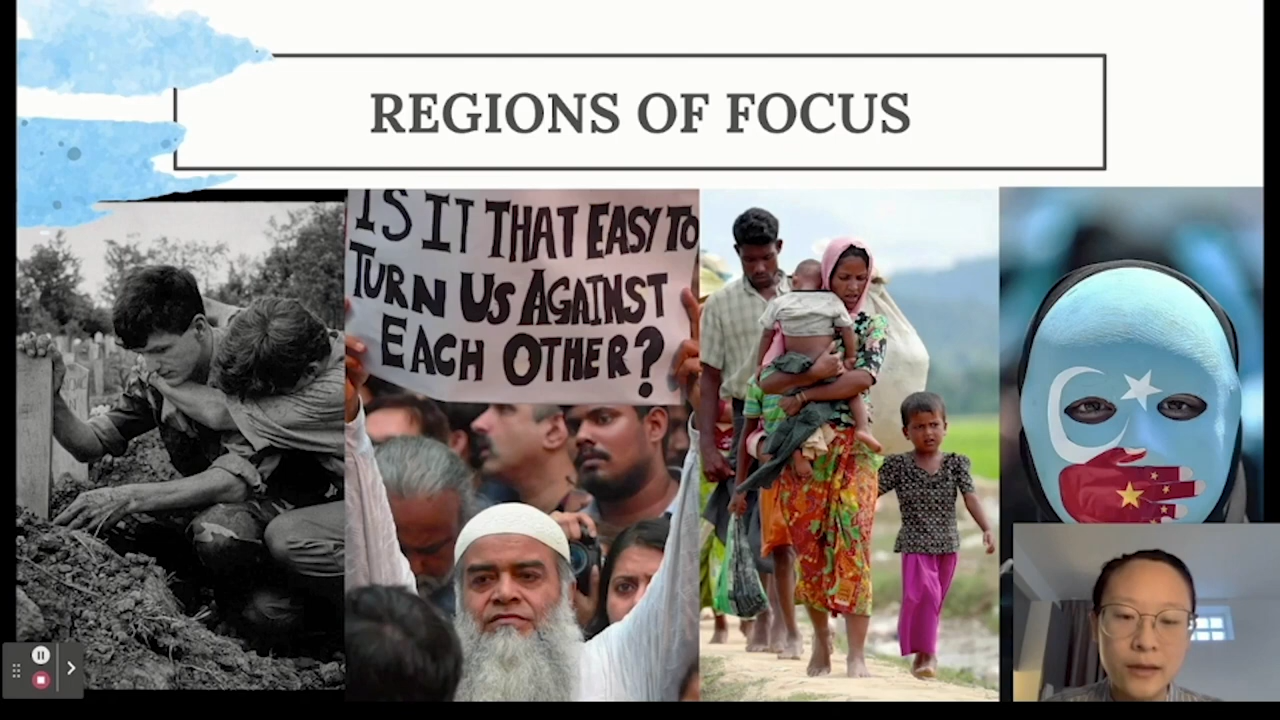 REGIONS OF FOCUS
IS IT THAT EASY TO
TURN US AGAINST
EACH OTHER?